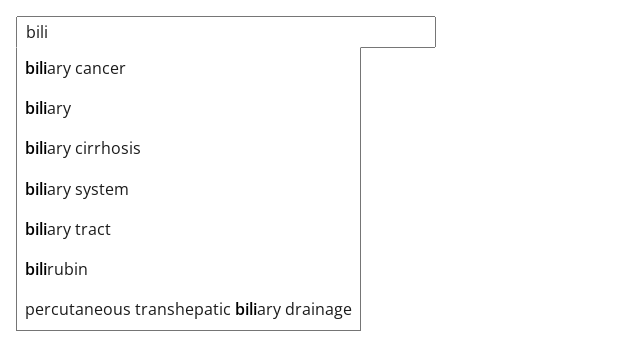 bili
biliary cancer
biliary
biliary cirrhosis
biliary system
biliary tract
bilirubin
percutaneous transhepatic biliary drainage